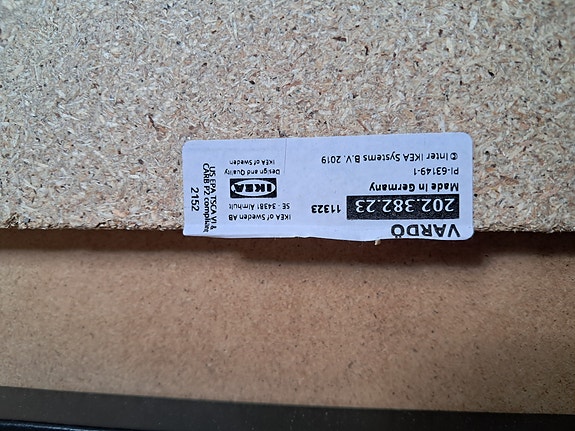 VARDÖ
202.382.23
11323
Made in Germany
PI-63149-1
© Inter IKEA Systems B.V. 2019
IKEA of Sweden AB
SE - 34381 Älmhult
IKEA
Design and Quality
IKEA of Sweden
US EPA TSCA VI &
CARB P2 compliant
2152